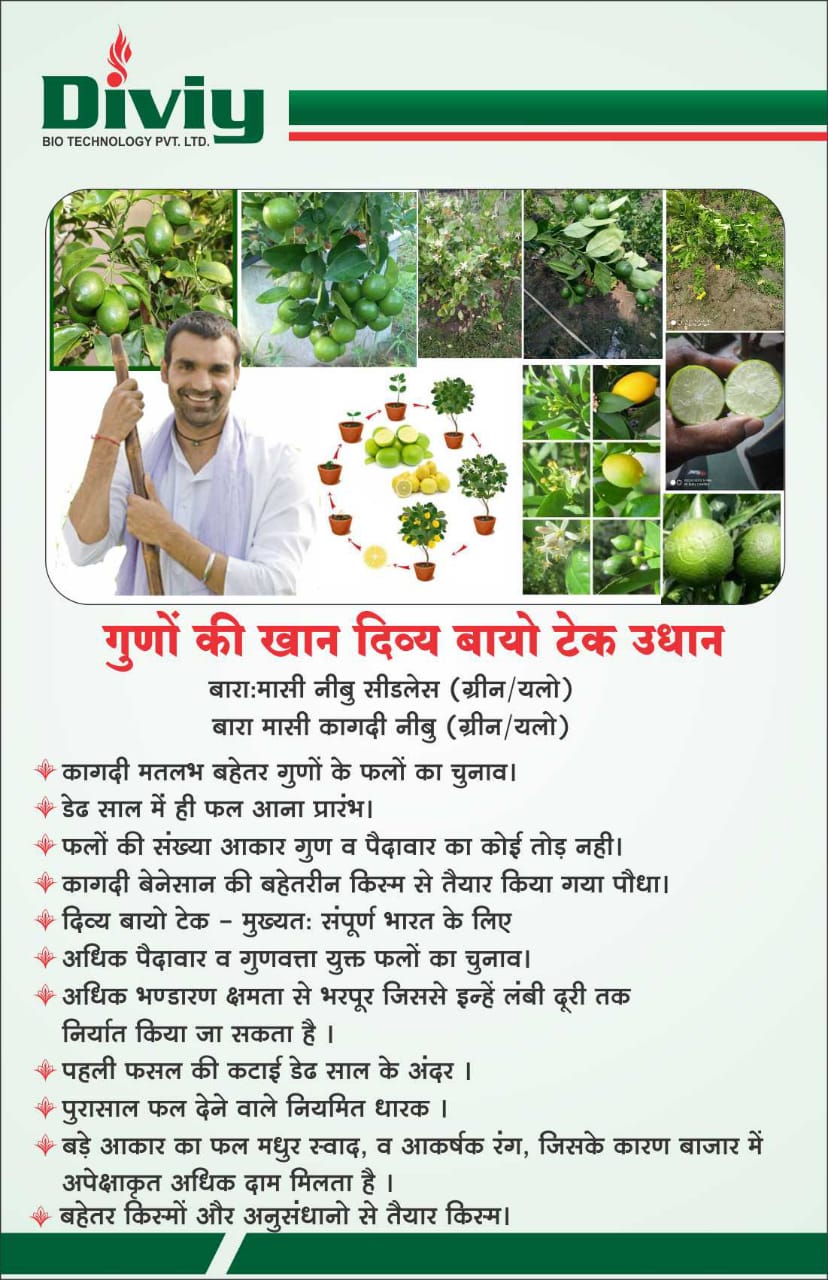 Diviy
BIO TECHNOLOGY PVT. LTD.
गुणों की खान दिव्य बायो टेक उधान
बारा:मासी नीबु सीडलेस (ग्रीन/यलो)
बारा मासी कागदी नीबु (ग्रीन/यलो)
कागदी मतलभ बहेतर गुणों के फलों का चुनाव।
डेढ साल में ही फल आना प्रारंभ।
फलों की संख्या आकार गुण व पैदावार का कोई तोड़ नही।
कागदी बेनेसान की बहेतरीन किस्म से तैयार किया गया पौधा।
दिव्य बायो टेक – मुख्यत: संपूर्ण भारत के लिए
अधिक पैदावार व गुणवत्ता युक्त फलों का चुनाव।
अधिक भण्डारण क्षमता से भरपूर जिससे इन्हें लंबी दूरी तक
निर्यात किया जा सकता है ।
पहली फसल की कटाई डेढ साल के अंदर ।
पुरासाल फल देने वाले नियमित धारक ।
बड़े आकार का फल मधुर स्वाद, व आकर्षक रंग, जिसके कारण बाजार में
अपेक्षाकृत अधिक दाम मिलता है ।
बहेतर किस्मों और अनुसंधानो से तैयार किस्म।